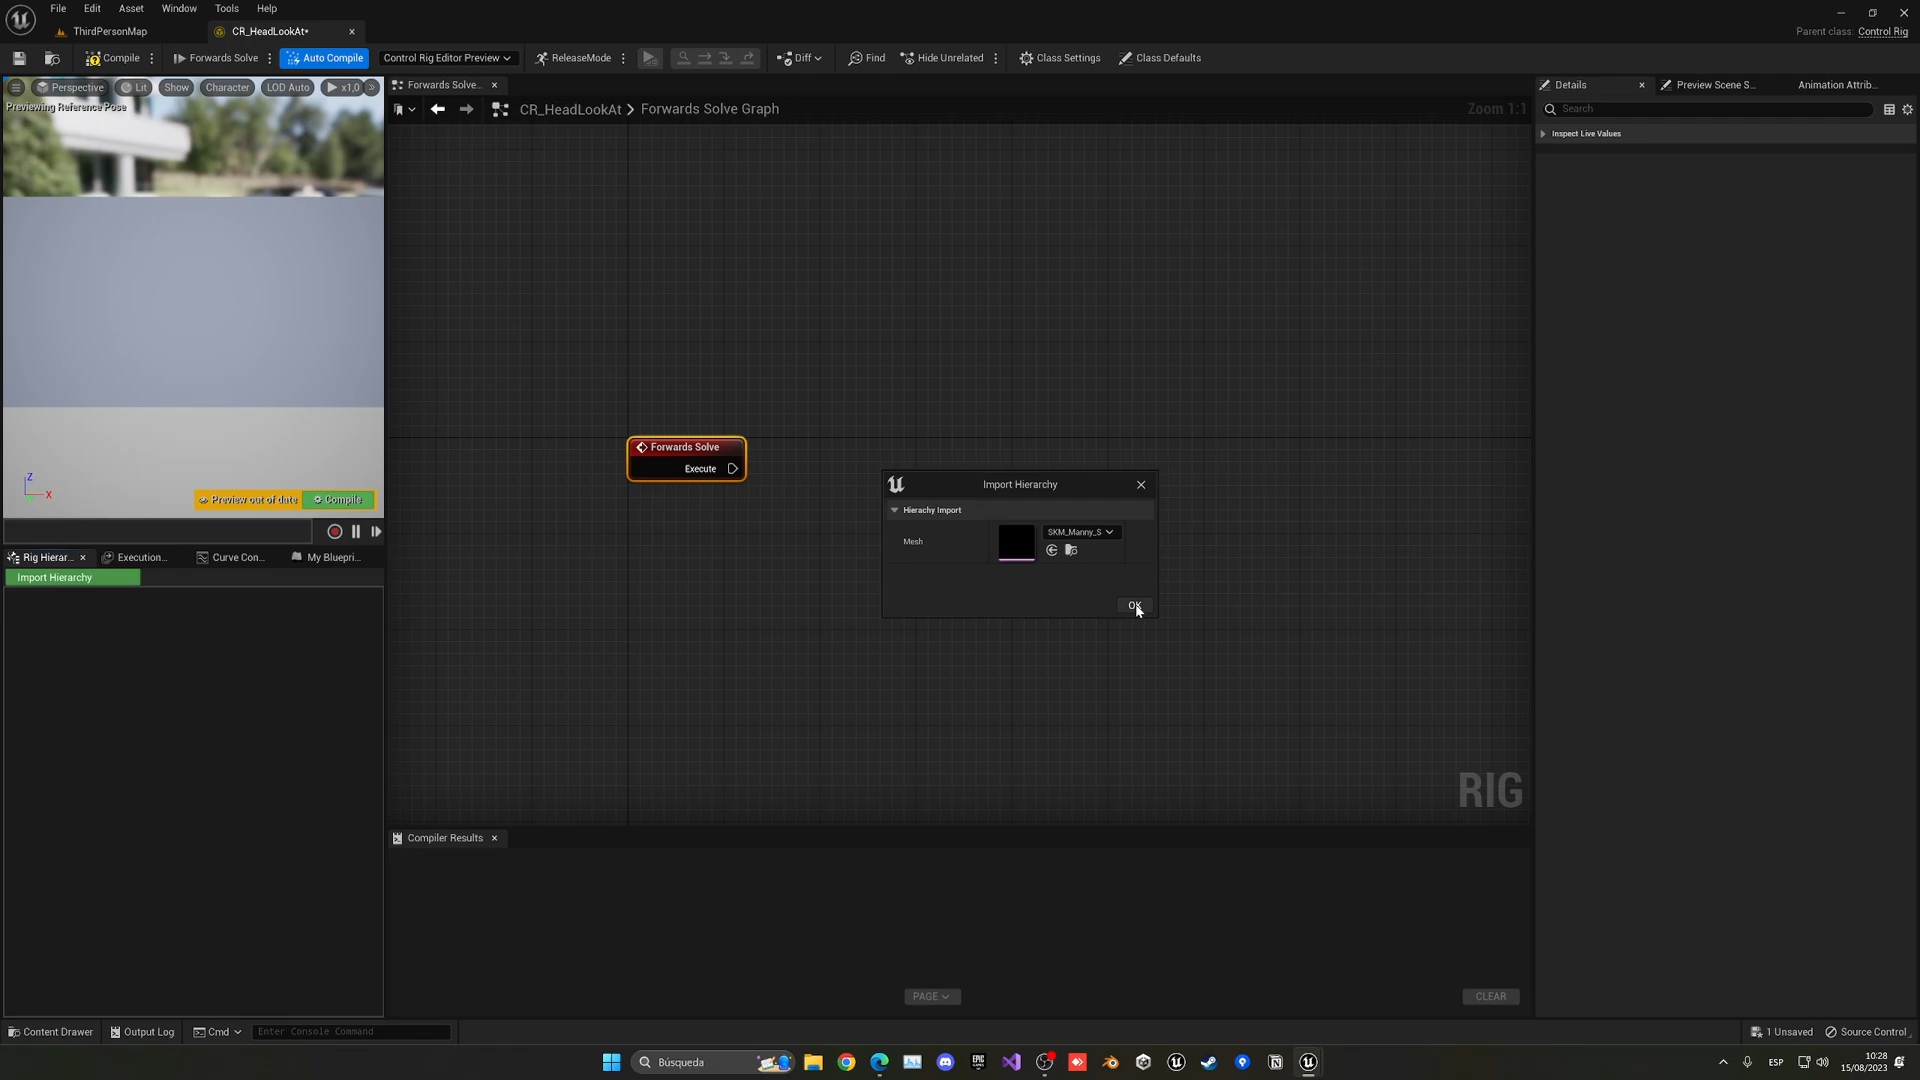 File Edit Asset Window Tools Help
ThirdPersonMap
CR_HeadLookAt*
Parent class: Control Rig
Compile
Forwards Solve
Auto Compile
Control Rig Editor Preview
ReleaseMode
Diff
Find
Hide Unrelated
Class Settings
Class Defaults
Perspective
Lit
Show
Character
LOD Auto
x1,0
Previewing Reference Pose
Forwards Solve...
CR_HeadLookAt > Forwards Solve Graph
Zoom 1:1
Details
Preview Scene S...
Animation Attrib...
Search
Inspect Live Values
Forwards Solve
Execute
Import Hierarchy
Hierachy Import
Mesh
SKM_Manny_S
OK
Z
X
Preview out of date
Compile
Rig Hierar...
Execution...
Curve Con...
My Bluepri...
Import Hierarchy
RIG
Compiler Results
PAGE
CLEAR
Content Drawer
Output Log
Cmd
Enter Console Command
1 Unsaved
Source Control
Búsqueda
EPIC GAMES
ESP
10:28
15/08/2023